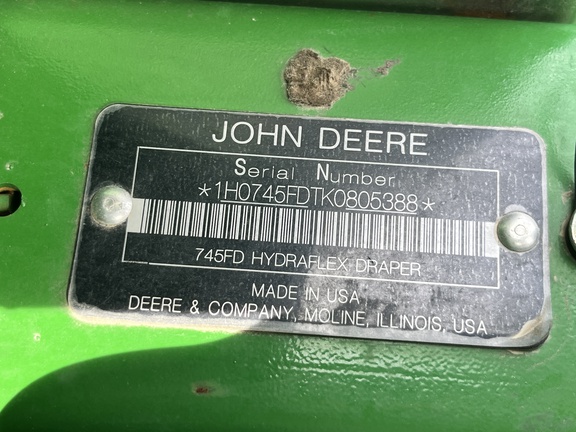 JOHN DEERE
Serial Number
*1H0745FDTK0805388*
745FD HYDRAFLEX DRAPER
MADE IN USA
DEERE & COMPANY, MOLINE, ILLINOIS, USA